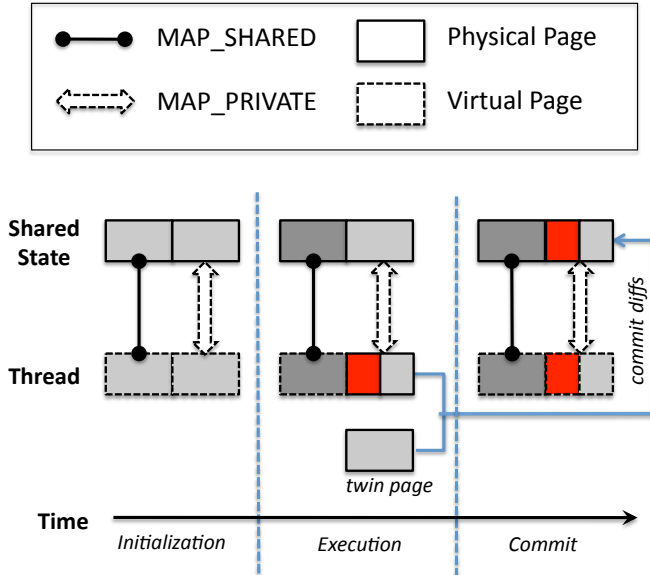 MAP_SHARED
Physical Page
MAP_PRIVATE
Virtual Page
Shared
State
commit diffs
Thread
twin page
Time
Initialization
Execution
Commit